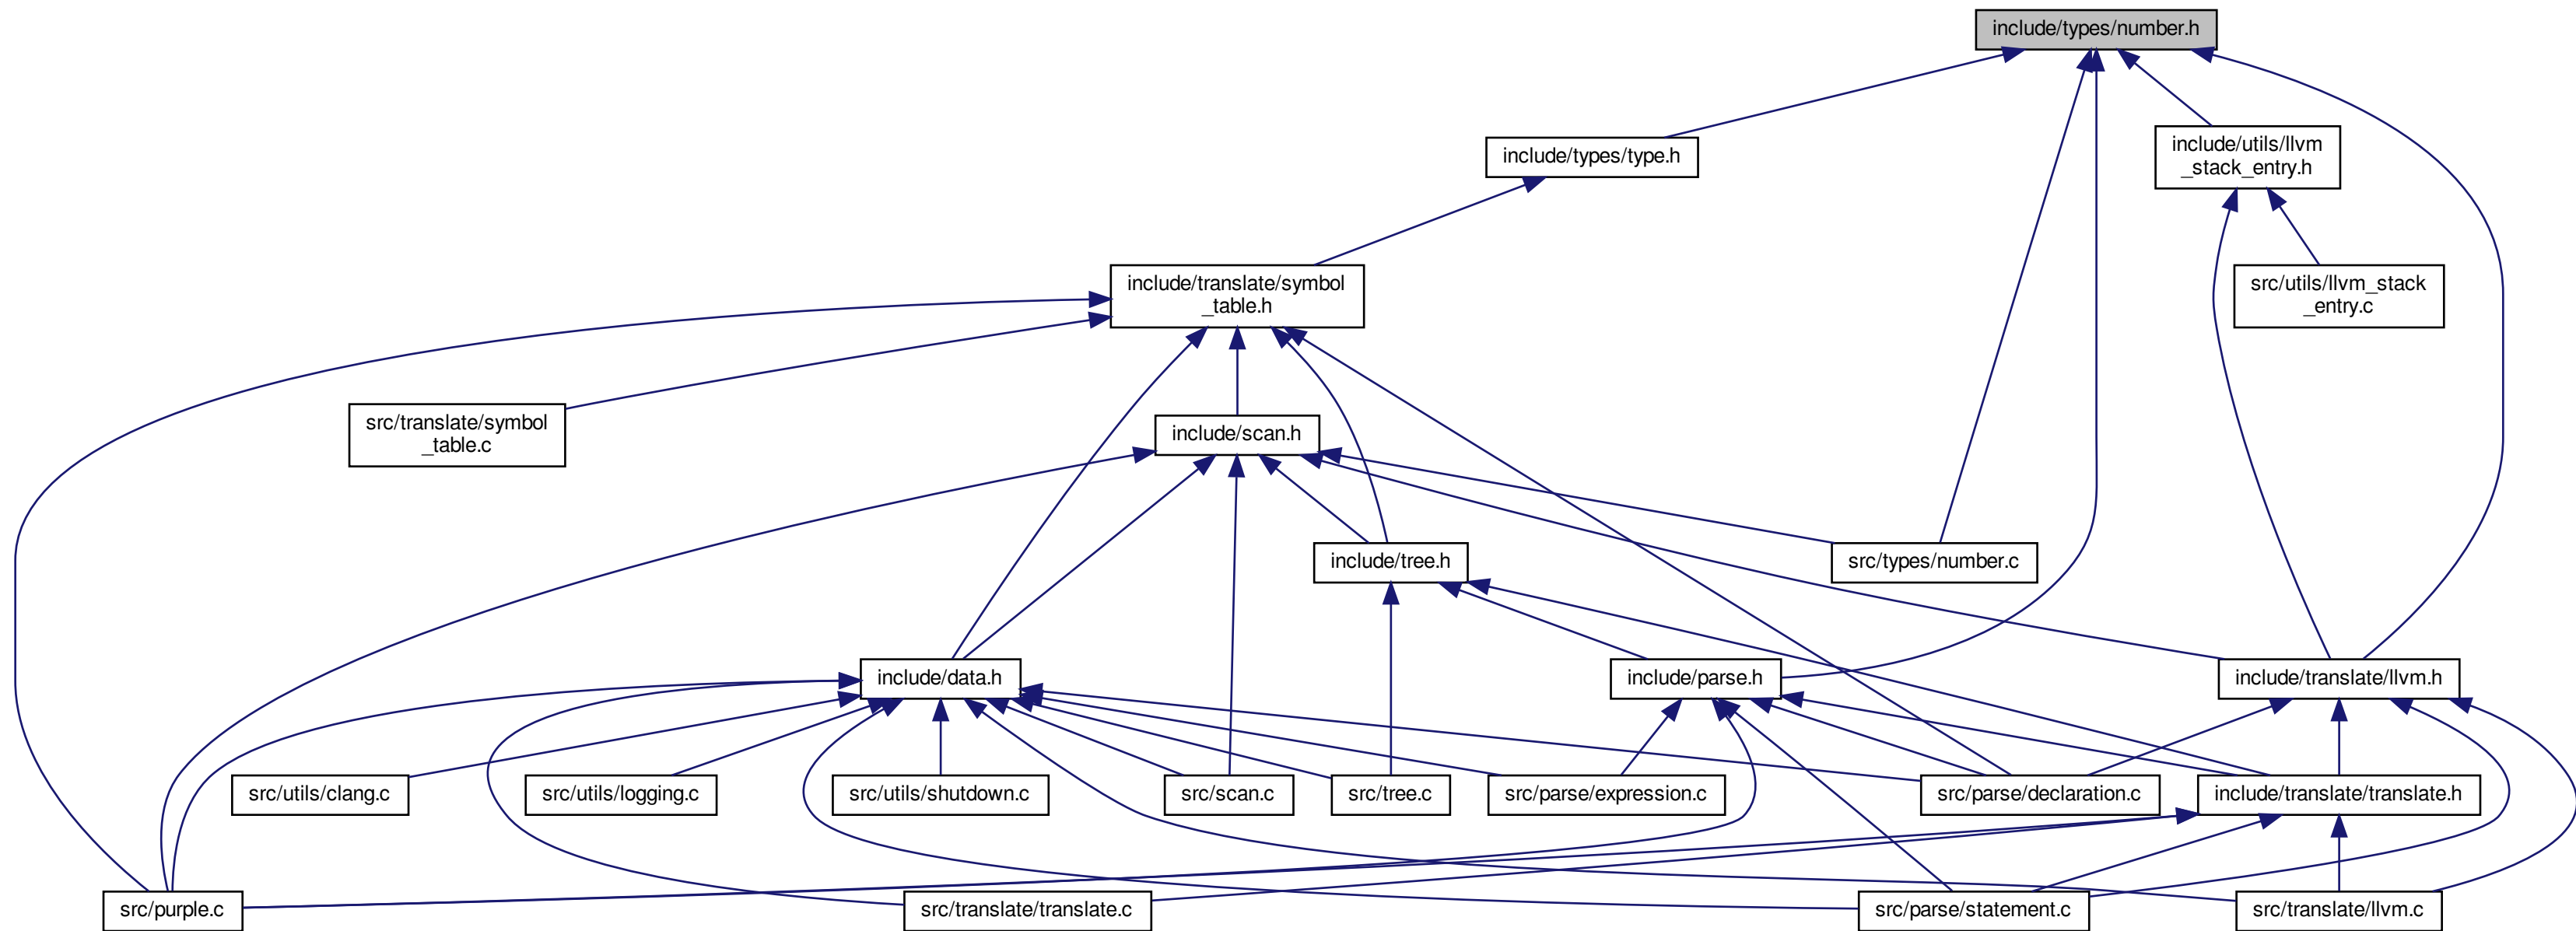 include/types/number.h
include/types/type.h
include/utils/llvm
_stack_entry.h
include/translate/symbol
_table.h
src/utils/llvm_stack
_entry.c
src/translate/symbol
_table.c
include/scan.h
include/tree.h
src/types/number.c
include/data.h
include/parse.h
include/translate/llvm.h
src/utils/clang.c
src/utils/logging.c
src/utils/shutdown.c
src/scan.c
src/tree.c
src/parse/expression.c
src/parse/declaration.c
include/translate/translate.h
src/purple.c
src/translate/translate.c
src/parse/statement.c
src/translate/llvm.c